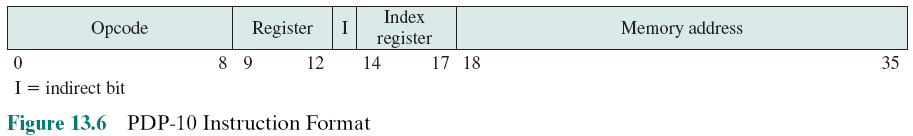 Opcode Register I Index register Memory address
0 8 9 12 14 17 18 35
I = indirect bit
Figure 13.6 PDP-10 Instruction Format